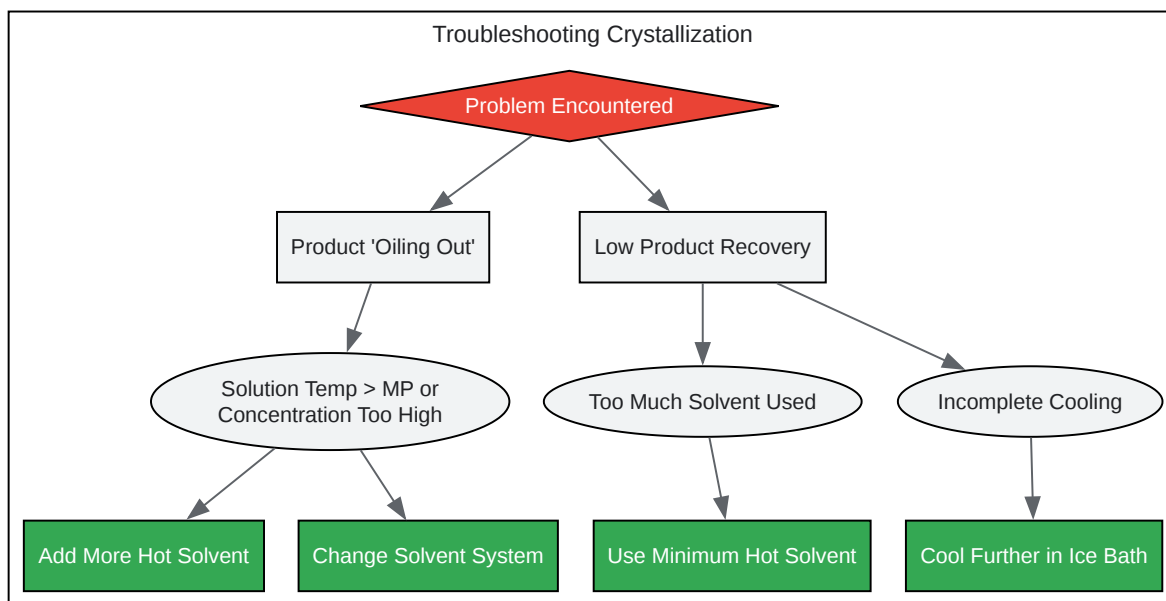 Troubleshooting Crystallization
Problem Encountered
Product 'Oiling Out'
Low Product Recovery
Solution Temp > MP or
Concentration Too High
Too Much Solvent Used
Incomplete Cooling
Add More Hot Solvent
Change Solvent System
Use Minimum Hot Solvent
Cool Further in Ice Bath